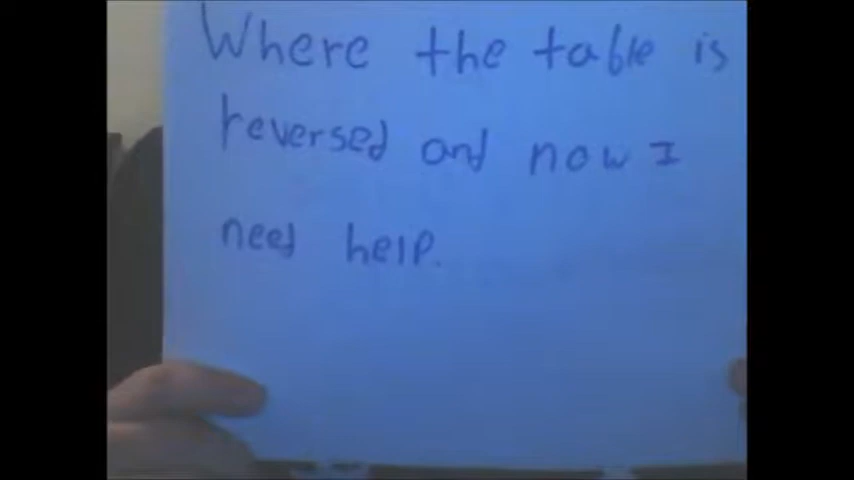 Where the table is
reversed and now I
need help.